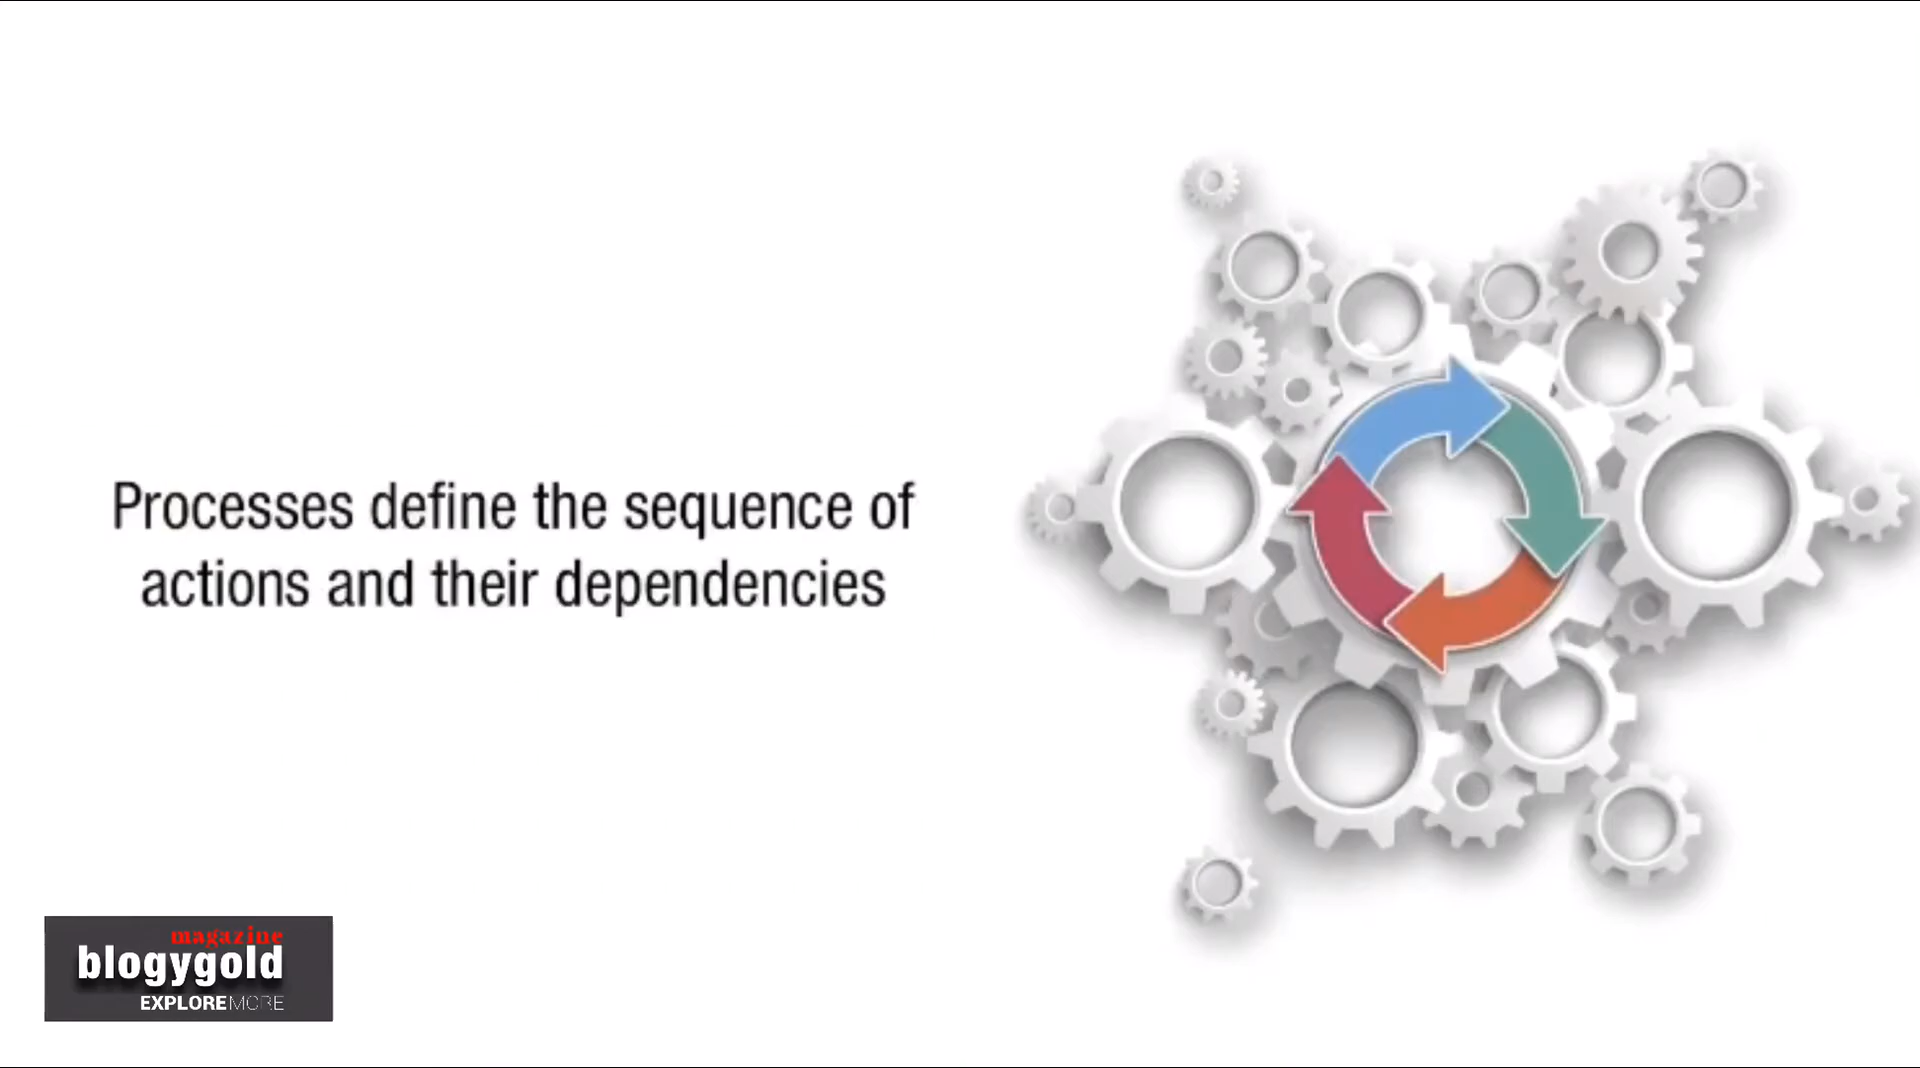 Processes define the sequence of
actions and their dependencies
magazine
blogygold
EXPLOREMORE